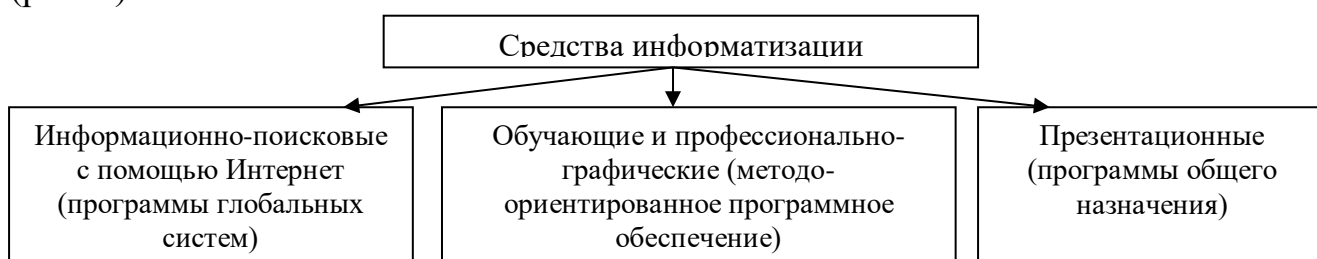 Средства информатизации
Информационно-поисковые
с помощью Интернет
(программы глобальных
систем)
Обучающие и профессионально-
графические (методо-
ориентированное программное
обеспечение)
Презентационные
(программы общего
назначения)